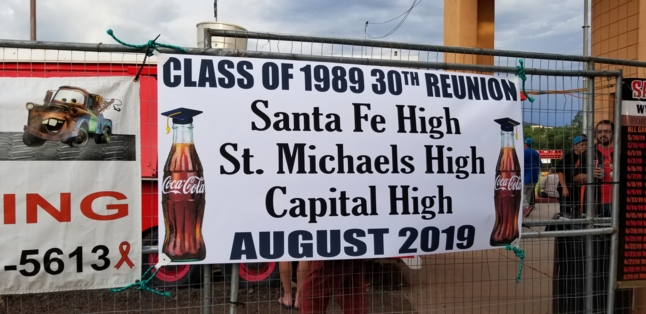 CLASS OF 1989 30TH REUNION
Santa Fe High
St. Michaels High
Capital High
AUGUST 2019
Coca-Cola
Coca-Cola
ING
-5613